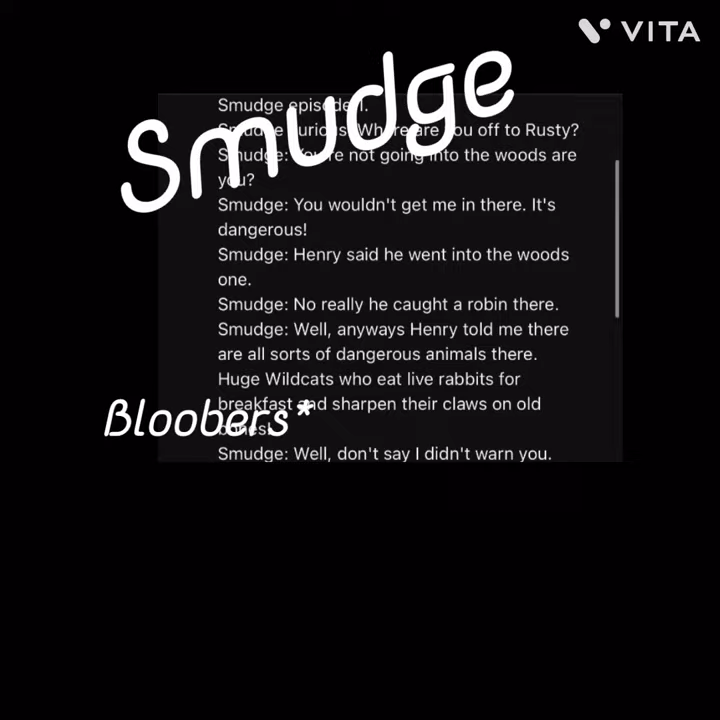 VITA
Smudge
Smudge episode 1.
Smudge curious: Where are you off to Rusty?
Smudge: You're not going into the woods are
you?
Smudge: You wouldn't get me in there. It's
dangerous!
Smudge: Henry said he went into the woods
one.
Smudge: No really he caught a robin there.
Smudge: Well, anyways Henry told me there
are all sorts of dangerous animals there.
Huge Wildcats who eat live rabbits for
breakfast and sharpen their claws on old
bones.
Bloobers*
Smudge: Well, don't say I didn't warn you.